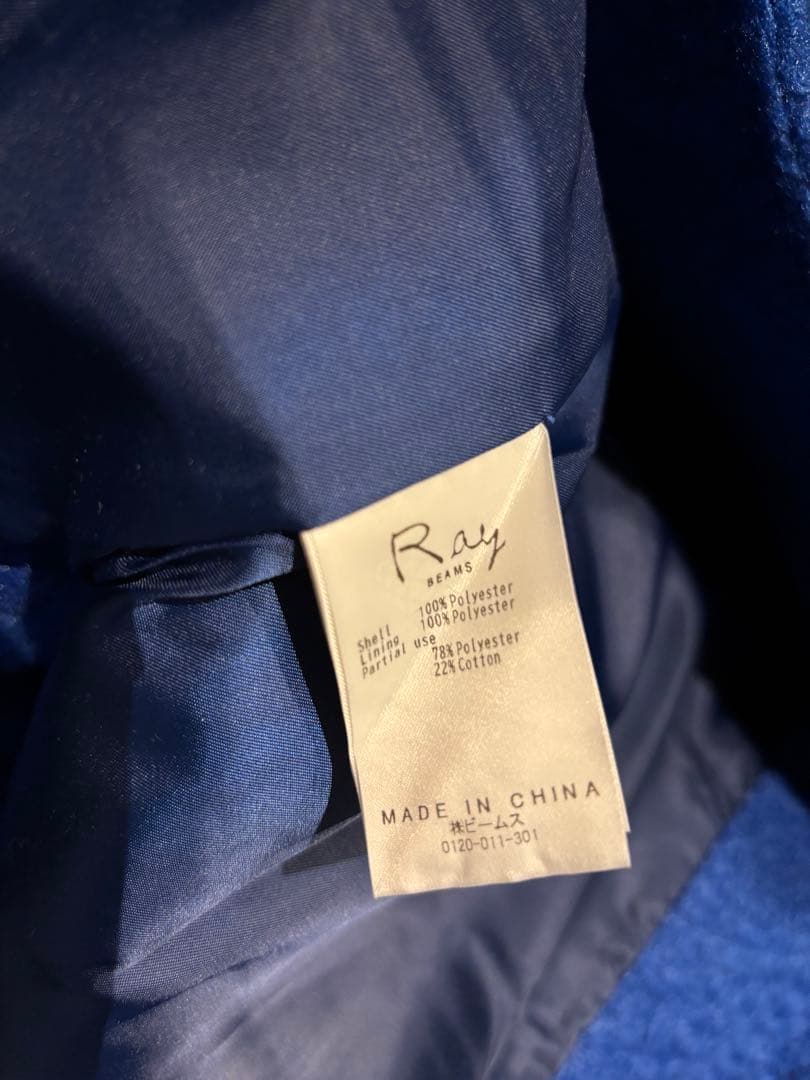 Ray
BEAMS
Shell 100%Polyester
Lining 100%Polyester
Partial use
78%Polyester
22%Cotton
MADE IN CHINA
㈱ビームス
0120-011-301